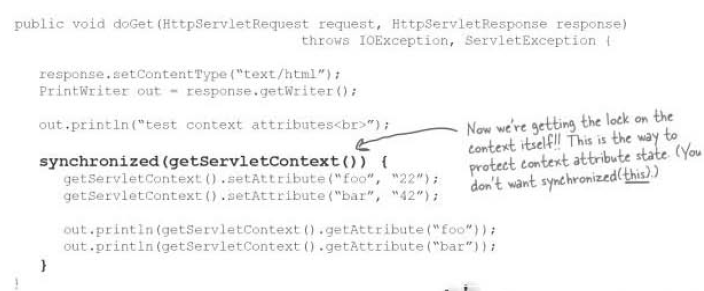 public void doGet(HttpServletRequest request, HttpServletResponse response)
throws IOException, ServletException {
response.setContentType("text/html");
PrintWriter out = response.getWriter();
out.println("test context attributes<br>");
synchronized(getServletContext()) {
getServletContext().setAttribute("foo", "22");
getServletContext().setAttribute("bar", "42");
out.println(getServletContext().getAttribute("foo"));
out.println(getServletContext().getAttribute("bar"));
}
}
Now we're getting the lock on the
context itself!! This is the way to
protect context attribute state. (You
don't want synchronized(this).)